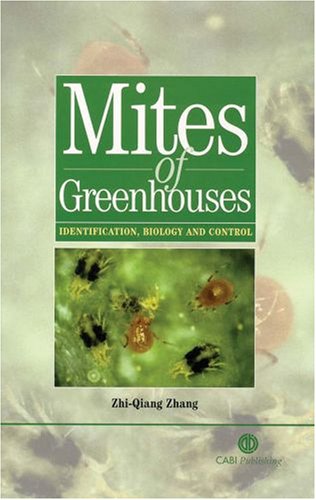 Mites
of
Greenhouses
IDENTIFICATION, BIOLOGY AND CONTROL
Zhi-Qiang Zhang
CABI Publishing